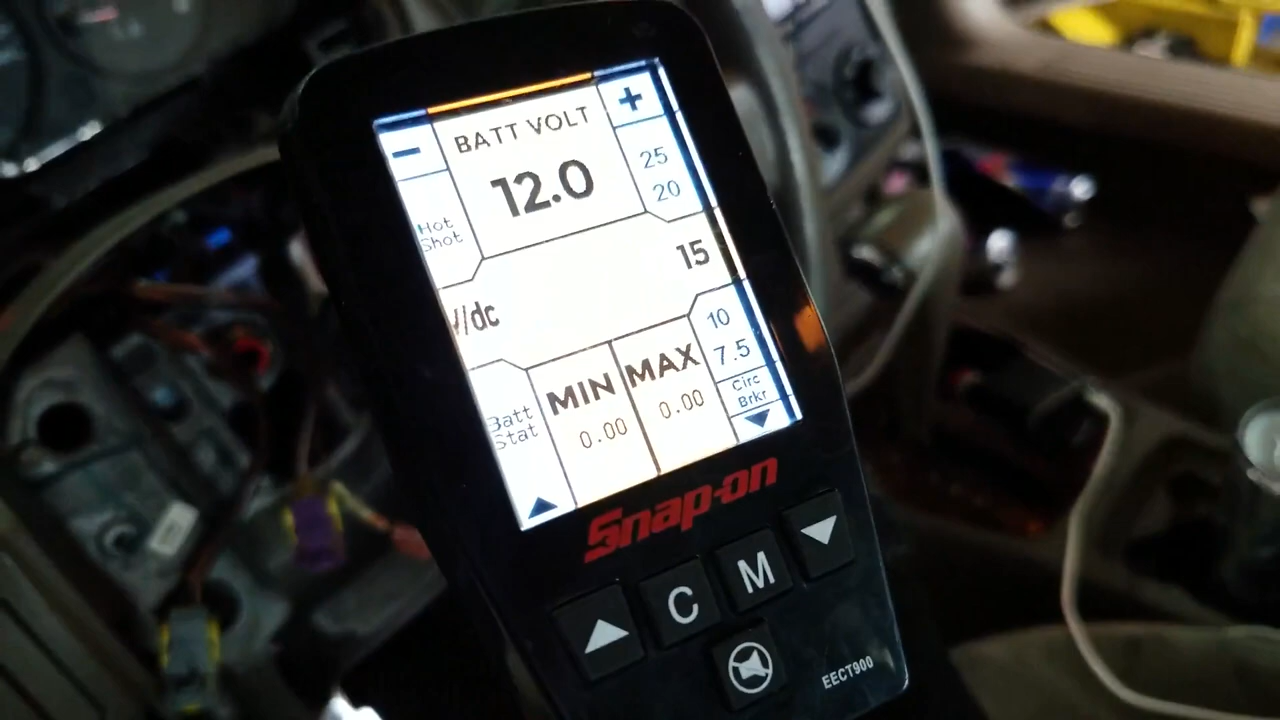 BATT VOLT
12.0
−
+
25
20
Hot
Shot
15
V/dc
10
7.5
MIN
0.00
MAX
0.00
Circ
Brkr
Batt
Stat
Snap-on
C
M
EECT900